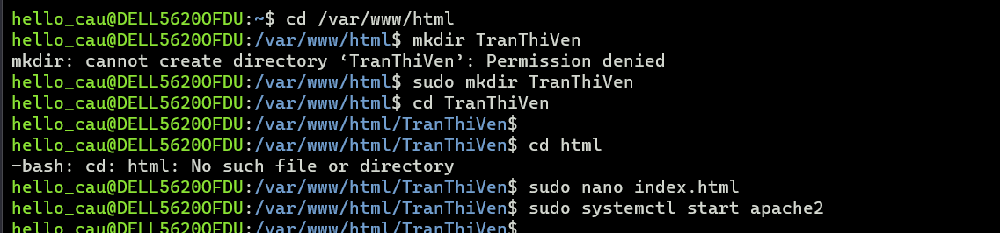 hello_cau@DELL5620OFDU:~$ cd /var/www/html
hello_cau@DELL5620OFDU:/var/www/html$ mkdir TranThiVen
mkdir: cannot create directory ‘TranThiVen’: Permission denied
hello_cau@DELL5620OFDU:/var/www/html$ sudo mkdir TranThiVen
hello_cau@DELL5620OFDU:/var/www/html$ cd TranThiVen
hello_cau@DELL5620OFDU:/var/www/html/TranThiVen$
hello_cau@DELL5620OFDU:/var/www/html/TranThiVen$ cd html
-bash: cd: html: No such file or directory
hello_cau@DELL5620OFDU:/var/www/html/TranThiVen$ sudo nano index.html
hello_cau@DELL5620OFDU:/var/www/html/TranThiVen$ sudo systemctl start apache2
hello_cau@DELL5620OFDU:/var/www/html/TranThiVen$